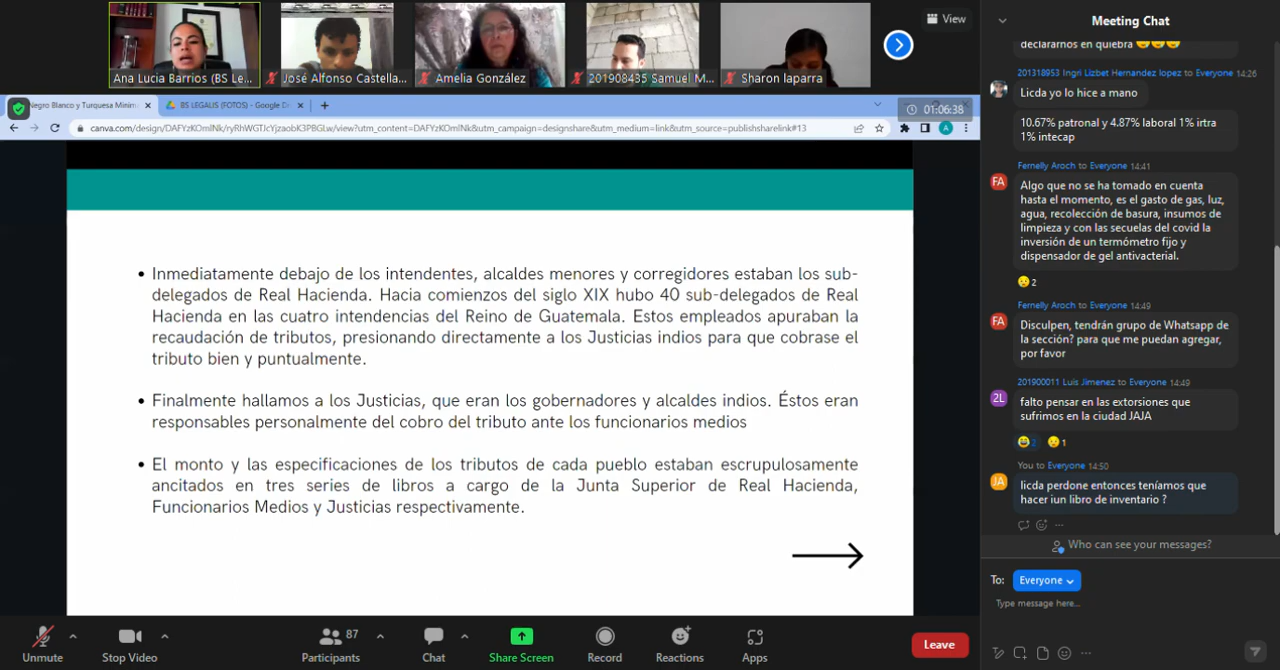 View
Ana Lucia Barrios (BS Le...
José Alfonso Castella...
Amelia González
201908435 Samuel M...
Sharon laparra
Negro Blanco y Turquesa Minim
BS LEGALIS (FOTOS) - Google D
01:06:38
canva.com/design/DAFYzKOmlNk/ryRhWGTJcYjzaobK3PBGLw/view?utm_content=DAFYzKOmlNk&utm_campaign=designshare&utm_medium=link&utm_source=publishsharelink#13
A
• Inmediatamente debajo de los intendentes, alcaldes menores y corregidores estaban los sub-
delegados de Real Hacienda. Hacia comienzos del siglo XIX hubo 40 sub-delegados de Real
Hacienda en las cuatro intendencias del Reino de Guatemala. Estos empleados apuraban la
recaudación de tributos, presionando directamente a los Justicias indios para que cobrase el
tributo bien y puntualmente.
• Finalmente hallamos a los Justicias, que eran los gobernadores y alcaldes indios. Éstos eran
responsables personalmente del cobro del tributo ante los funcionarios medios
• El monto y las especificaciones de los tributos de cada pueblo estaban escrupulosamente
ancitados en tres series de libros a cargo de la Junta Superior de Real Hacienda,
Funcionarios Medios y Justicias respectivamente.
Unmute
Stop Video
87
Participants
Chat
Share Screen
Record
Reactions
Apps
Leave
Meeting Chat
declararnos en quiebra
201318953 Ingri Lizbet Hernandez lopez to Everyone 14:26
Licda yo lo hice a mano
10.67% patronal y 4.87% laboral 1% irtra
1% intecap
Fernelly Aroch to Everyone 14:41
FA
Algo que no se ha tomado en cuenta
hasta el momento, es el gasto de gas, luz,
agua, recolección de basura, insumos de
limpieza y con las secuelas del covid la
inversión de un termómetro fijo y
dispensador de gel antibacterial.
2
Fernelly Aroch to Everyone 14:49
FA
Disculpen, tendrán grupo de Whatsapp de
la sección? para que me puedan agregar,
por favor
201900011 Luis Jimenez to Everyone 14:49
2L
falto pensar en las extorsiones que
sufrimos en la ciudad JAJA
1
You to Everyone 14:50
JA
licda perdone entonces teníamos que
hacer iun libro de inventario ?
Who can see your messages?
To: Everyone
Type message here...